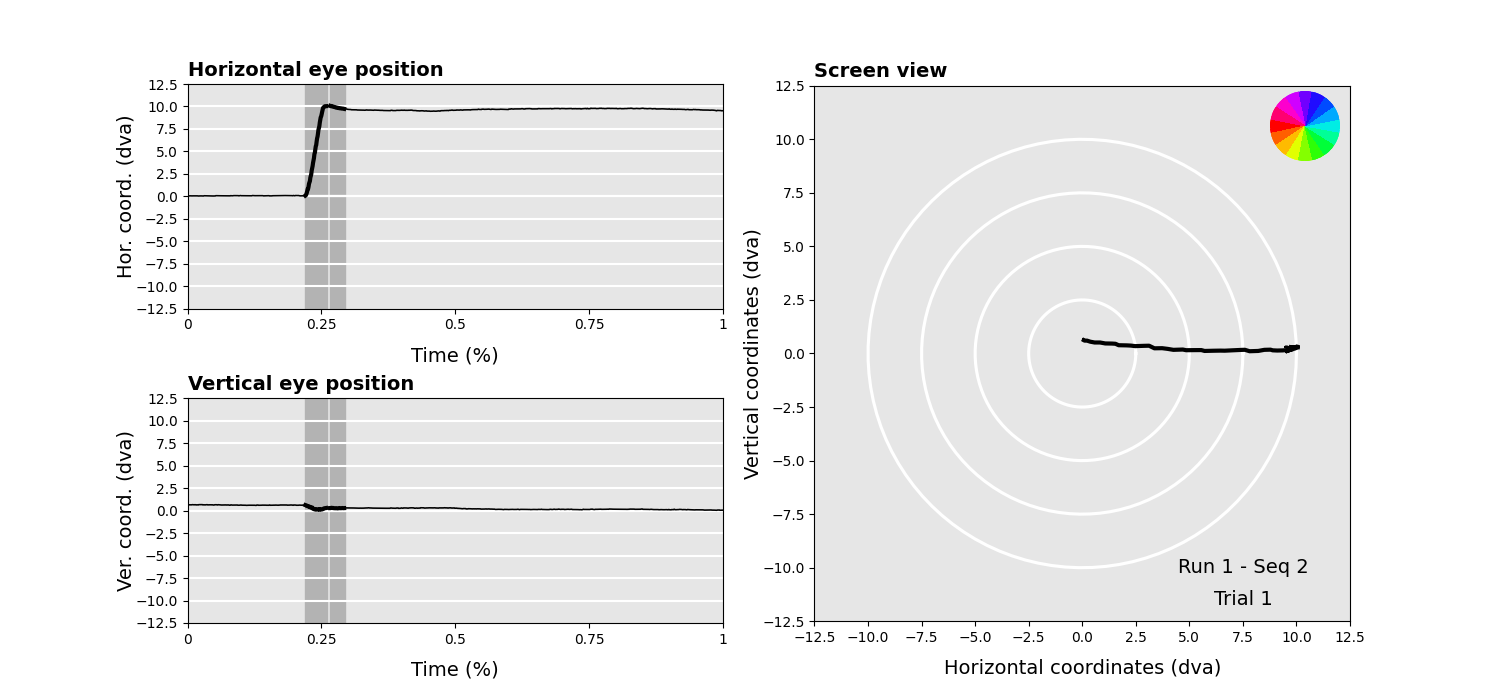 Horizontal eye position
Hor. coord. (dva)
12.5
10.0
7.5
5.0
2.5
0.0
−2.5
−5.0
−7.5
−10.0
−12.5
0 0.25 0.5 0.75 1
Time (%)
Vertical eye position
Ver. coord. (dva)
12.5
10.0
7.5
5.0
2.5
0.0
−2.5
−5.0
−7.5
−10.0
−12.5
0 0.25 0.5 0.75 1
Time (%)
Screen view
Vertical coordinates (dva)
12.5
10.0
7.5
5.0
2.5
0.0
−2.5
−5.0
−7.5
−10.0
−12.5
Run 1 - Seq 2
Trial 1
−12.5 −10.0 −7.5 −5.0 −2.5 0.0 2.5 5.0 7.5 10.0 12.5
Horizontal coordinates (dva)